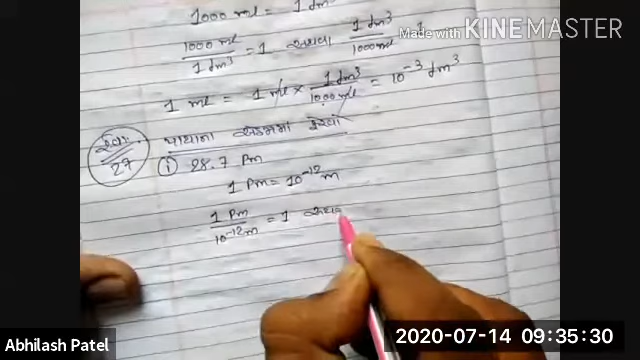 1000 ml = 1 dm³
1000 ml / 1 dm³ = 1 અથવા 1 dm³ / 1000 ml = 1
Made with KINEMASTER
1 ml = 1 ml × 1 dm³ / 1000 ml = 10⁻³ dm³
27
પાયાના એકમમાં ફેરવો
(i) 28.7 Pm
1 Pm = 10⁻¹² m
1 Pm / 10⁻¹² m = 1
Abhilash Patel
2020-07-14 09:35:30